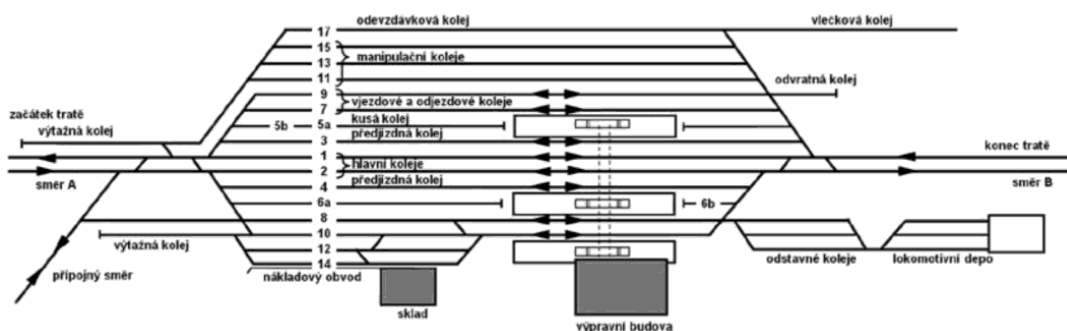 17 odevzdávková kolej vlečková kolej
15
manipulační koleje
13
11 odvratná kolej
9
vjezdové a odjezdové koleje
7
začátek tratě
výtažná kolej
5b 5a kusá kolej
3 předjízdná kolej
1 konec tratě
hlavní koleje
2
směr A směr B
4 předjízdná kolej
6a 6b
8
10
výtažná kolej
12
odstavné koleje lokomotivní depo
přípojný směr
14
nákladový obvod
sklad
výpravní budova